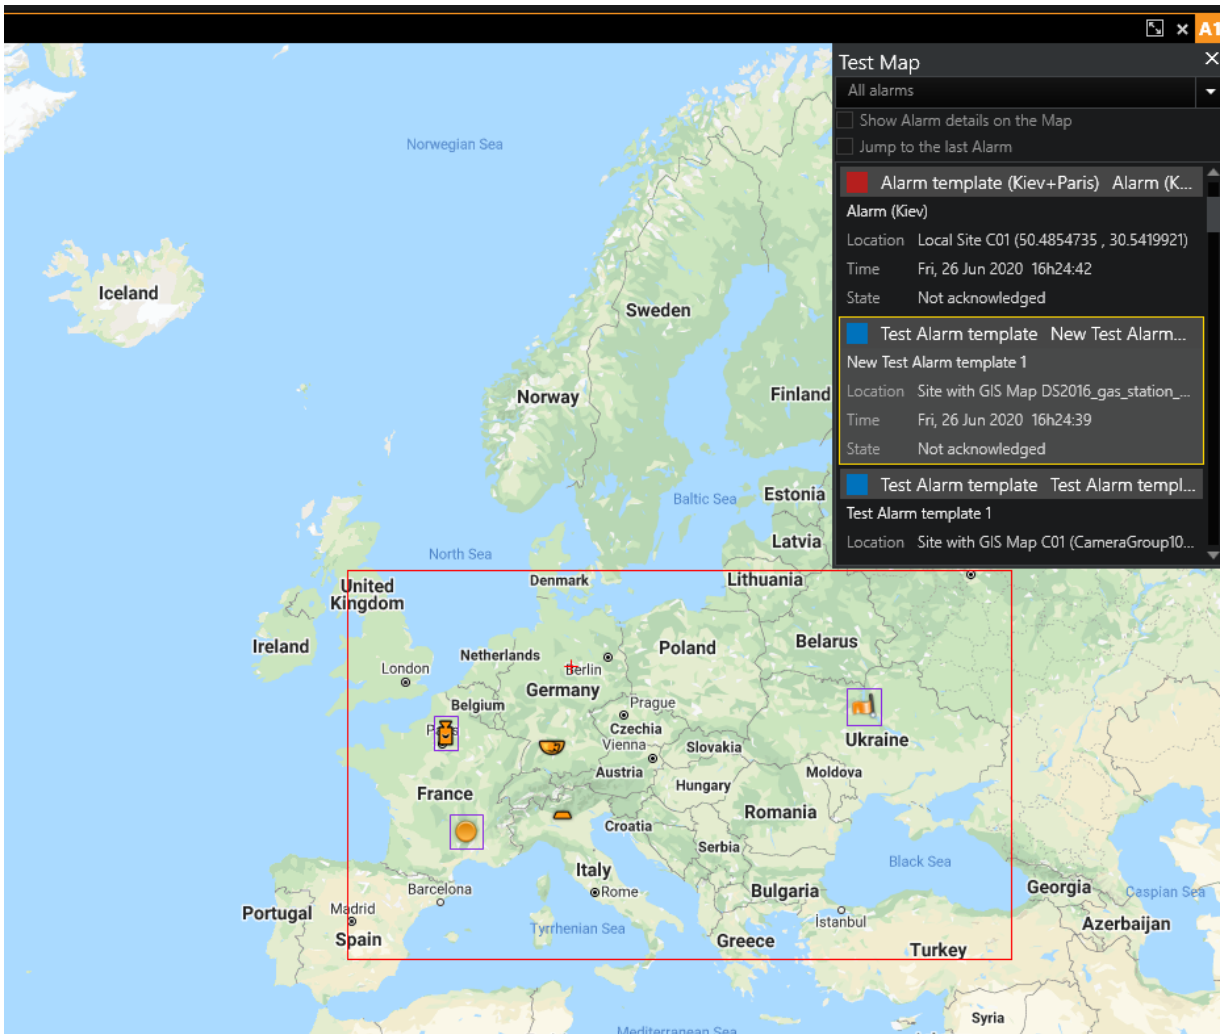 A1
Test Map
All alarms
Show Alarm details on the Map
Jump to the last Alarm
Alarm template (Kiev+Paris) Alarm (K...
Alarm (Kiev)
Location Local Site C01 (50.4854735 , 30.5419921)
Time Fri, 26 Jun 2020 16h24:42
State Not acknowledged
Test Alarm template New Test Alarm...
New Test Alarm template 1
Location Site with GIS Map DS2016_gas_station_...
Time Fri, 26 Jun 2020 16h24:39
State Not acknowledged
Test Alarm template Test Alarm templ...
Test Alarm template 1
Location Site with GIS Map C01 (CameraGroup10...
Norwegian Sea
Iceland
Sweden
Norway
Finland
Baltic Sea
Estonia
Latvia
North Sea
Denmark
Lithuania
United
Kingdom
Ireland
Netherlands
Poland
Belarus
London
Berlin
Germany
Belgium
Prague
Czechia
Vienna
Slovakia
Ukraine
Austria
Hungary
Moldova
France
Romania
Croatia
Serbia
Black Sea
Italy
Barcelona
Rome
Bulgaria
Georgia
Caspian Sea
Portugal
Madrid
Spain
Tyrrhenian Sea
İstanbul
Azerbaijan
Greece
Turkey
Syria
Mediterranean Sea